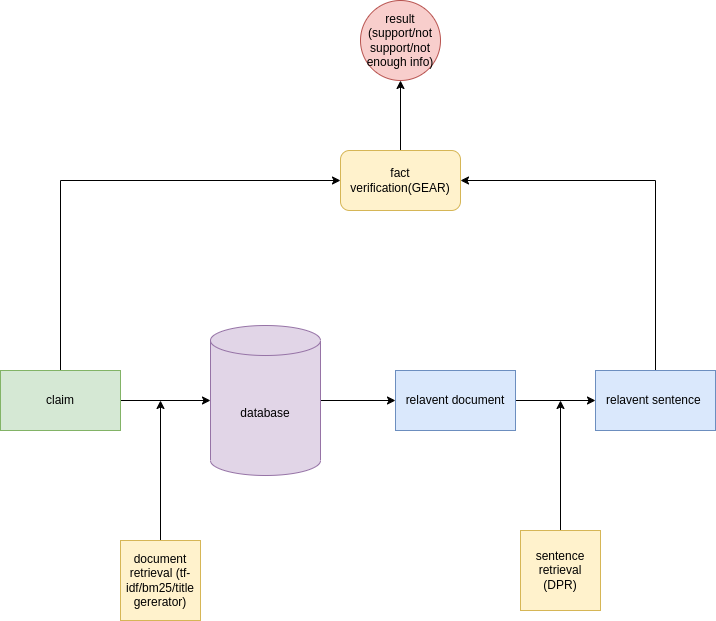 result
(support/not
support/not
enough info)
fact
verification(GEAR)
claim
database
relavent document
relavent sentence
document
retrieval (tf-
idf/bm25/title
gererator)
sentence
retrieval
(DPR)